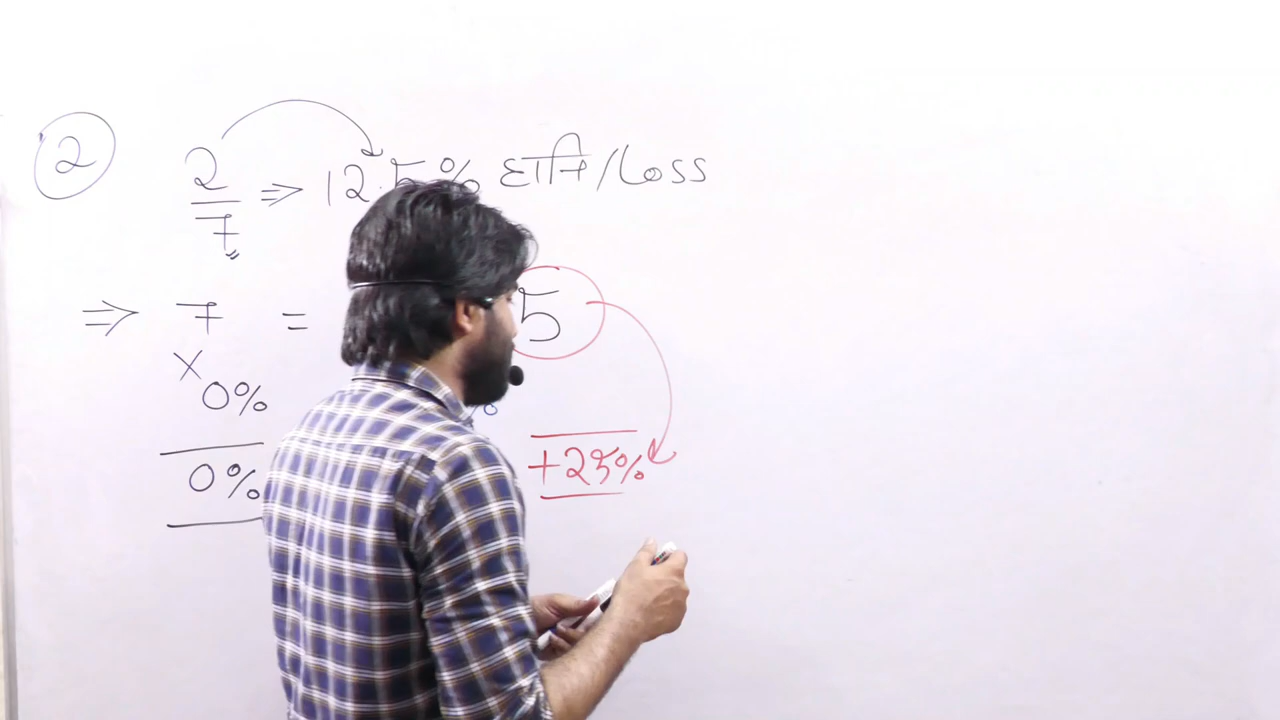 ② 2/7 ⇒ 12.5% हानि/Loss
⇒ 7 = 5
× 0% %
0% +25%